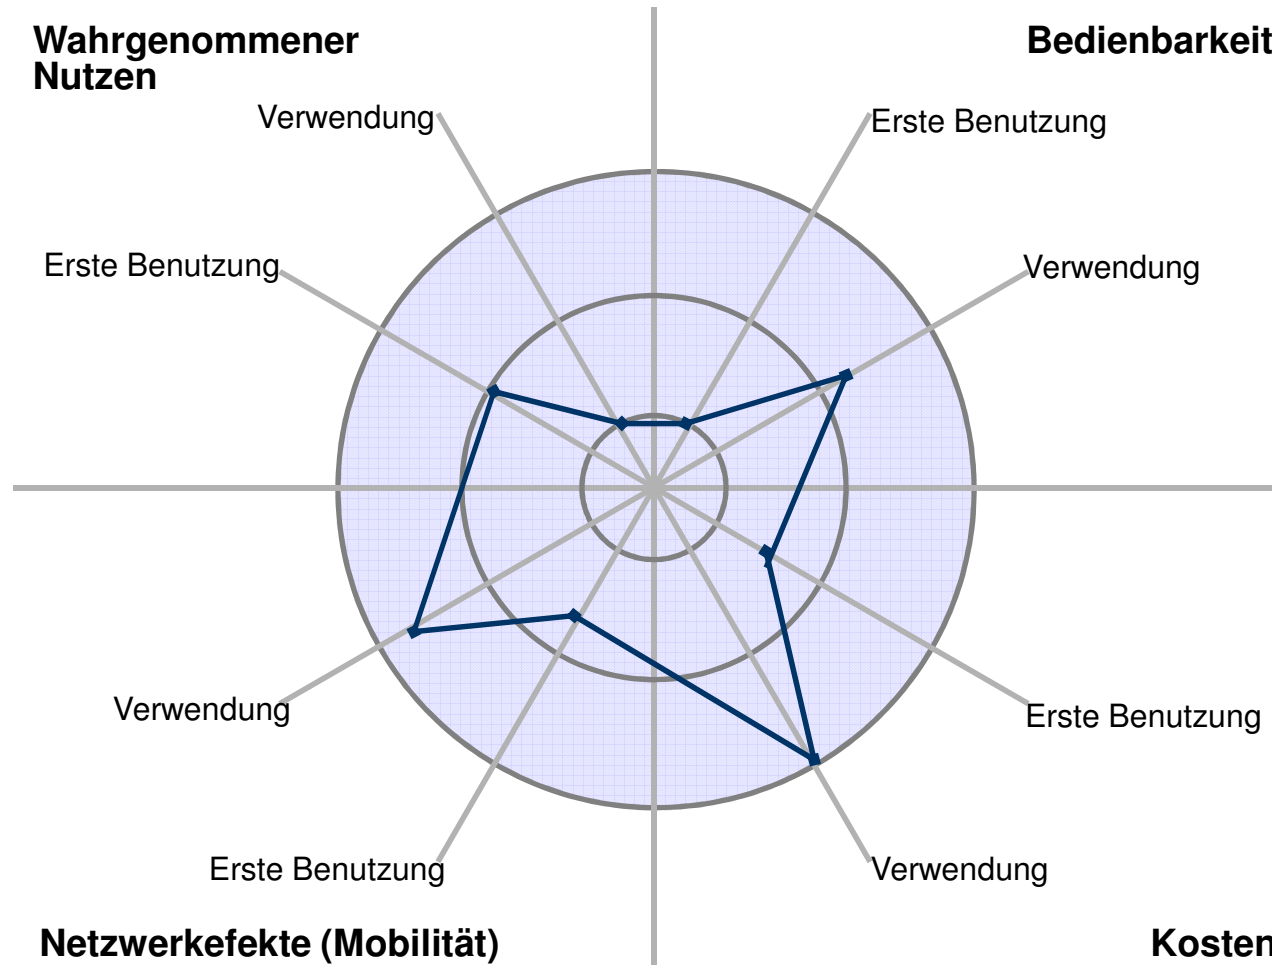 Wahrgenommener
Nutzen
Bedienbarkeit
Verwendung
Erste Benutzung
Erste Benutzung
Verwendung
Verwendung
Erste Benutzung
Erste Benutzung
Verwendung
Netzwerkefekte (Mobilität)
Kosten